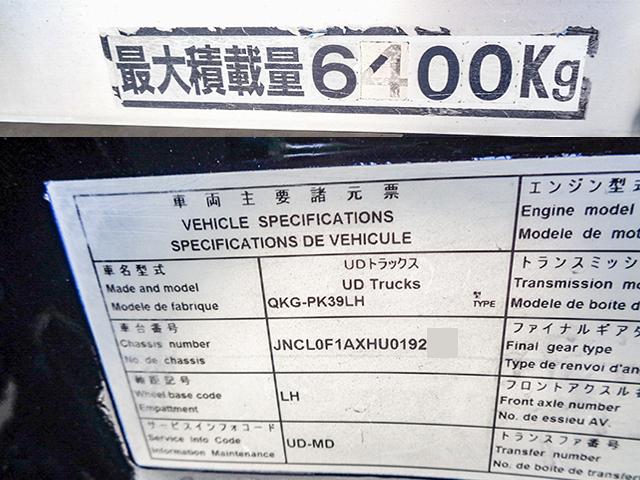 最大積載量6400Kg
車両主要諸元票
VEHICLE SPECIFICATIONS
SPECIFICATIONS DE VEHICULE
車名型式
Made and model
Modele de fabrique
UDトラックス
UD Trucks
QKG-PK39LH
型
TYPE
車台番号
Chassis number
No. de chassis
JNCL0F1AXHU0192
軸距記号
Wheel base code
Empattment
LH
サービスインフォコード
Service Info Code
Information Maintenance
UD-MD
エンジン型式
Engine model
Modele de mot
トランスミッシ
Transmission mo
Modele de boite d
ファイナルギア
Final gear type
Type de renvoi d'an
フロントアクスル
Front axle number
No. de essieu AV.
トランスファ番号
Transfer number
No. de boite de transfer